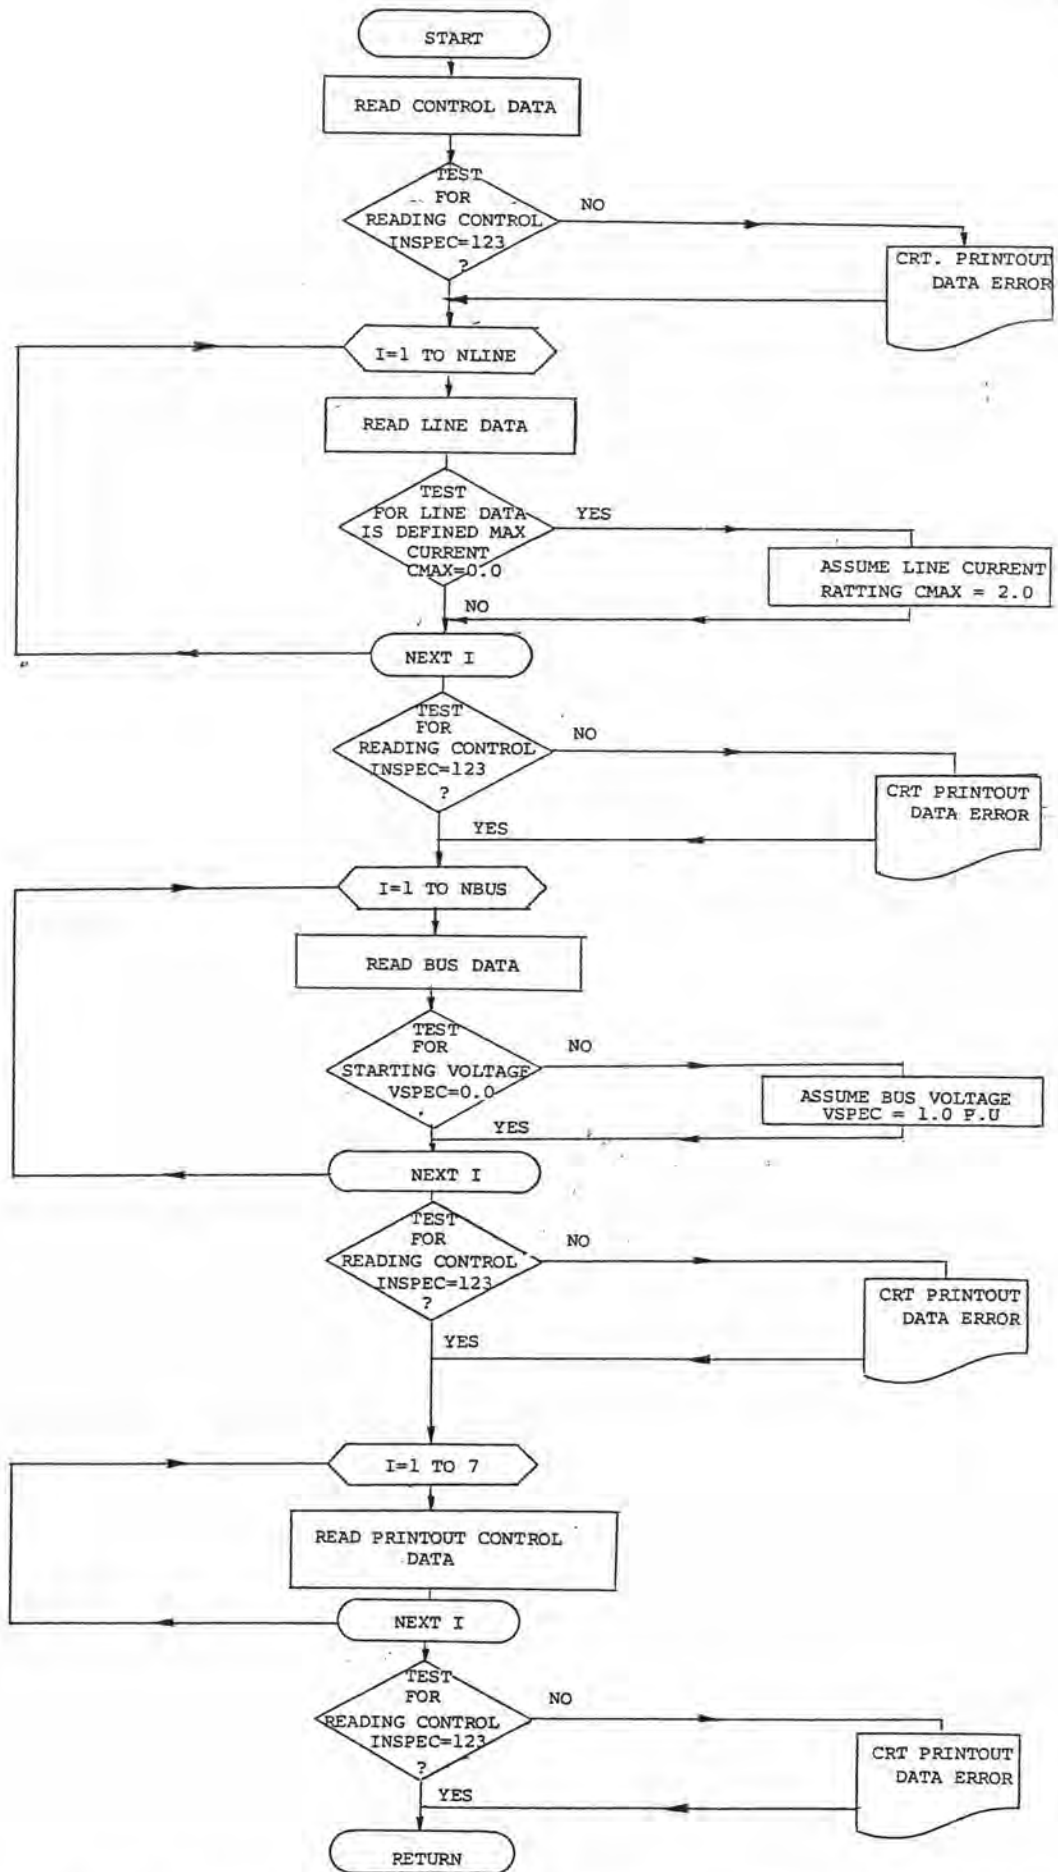 START
READ CONTROL DATA
TEST
FOR
READING CONTROL
INSPEC=123
?
NO
CRT. PRINTOUT
DATA ERROR
I=1 TO NLINE
READ LINE DATA
TEST
FOR LINE DATA
IS DEFINED MAX
CURRENT
CMAX=0.0
YES
ASSUME LINE CURRENT
RATTING CMAX = 2.0
NO
NEXT I
TEST
FOR
READING CONTROL
INSPEC=123
?
NO
CRT PRINTOUT
DATA ERROR
YES
I=1 TO NBUS
READ BUS DATA
TEST
FOR
STARTING VOLTAGE
VSPEC=0.0
NO
ASSUME BUS VOLTAGE
VSPEC = 1.0 P.U
YES
NEXT I
TEST
FOR
READING CONTROL
INSPEC=123
?
NO
CRT PRINTOUT
DATA ERROR
YES
I=1 TO 7
READ PRINTOUT CONTROL
DATA
NEXT I
TEST
FOR
READING CONTROL
INSPEC=123
?
NO
CRT PRINTOUT
DATA ERROR
YES
RETURN